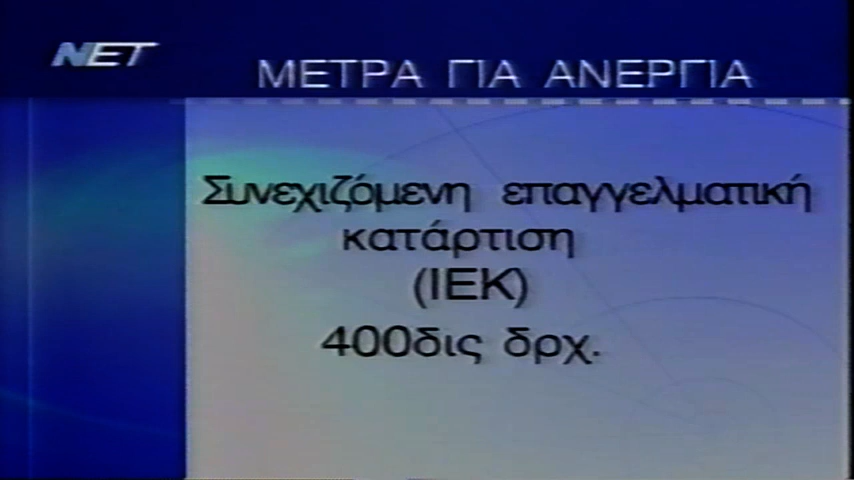 NET
ΜΕΤΡΑ ΓΙΑ ΑΝΕΡΓΙΑ
Συνεχιζόμενη επαγγελματική
κατάρτιση
(ΙΕΚ)
400δις δρχ.